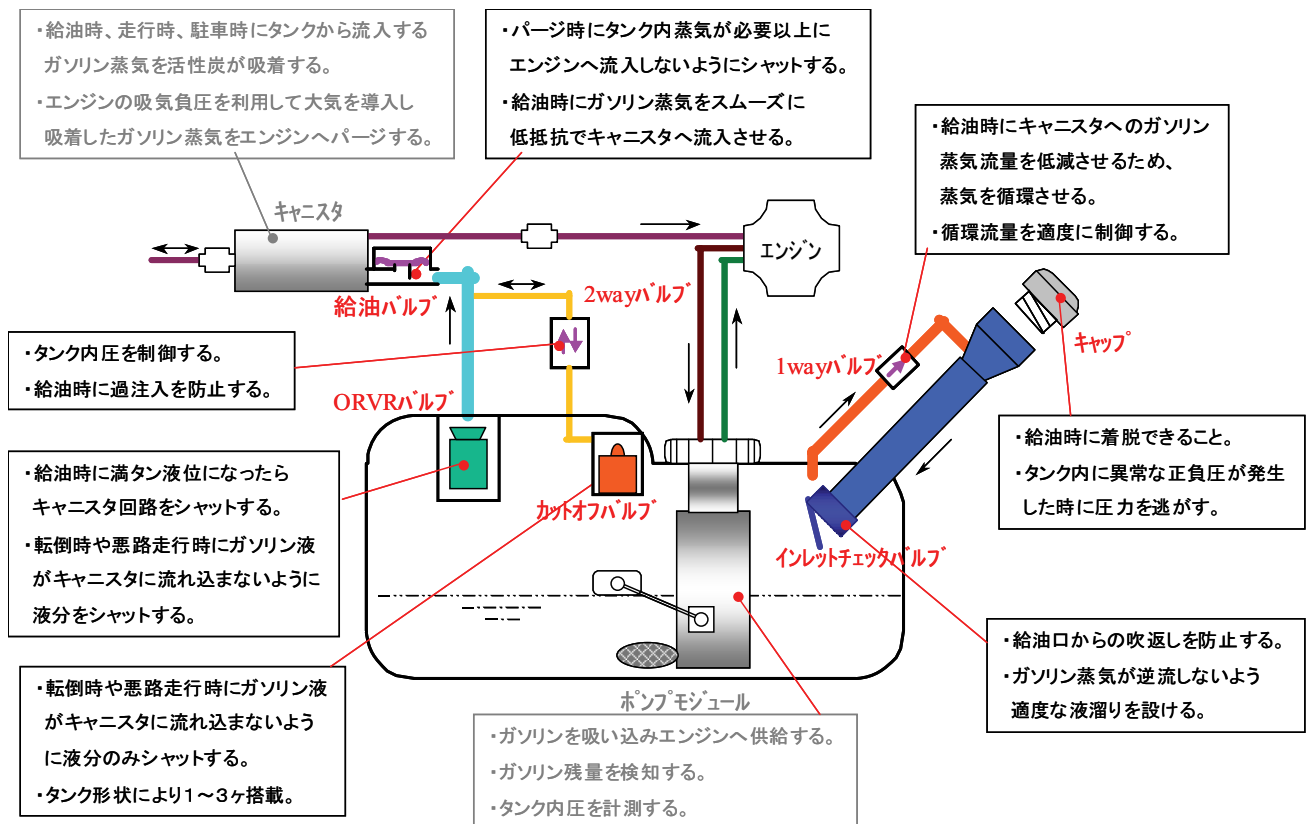 ・給油時、走行時、駐車時にタンクから流入する
ガソリン蒸気を活性炭が吸着する。
・エンジンの吸気負圧を利用して大気を導入し
吸着したガソリン蒸気をエンジンへパージする。
・パージ時にタンク内蒸気が必要以上に
エンジンへ流入しないようにシャットする。
・給油時にガソリン蒸気をスムーズに
低抵抗でキャニスタへ流入させる。
・給油時にキャニスタへのガソリン
蒸気流量を低減させるため、
蒸気を循環させる。
・循環流量を適度に制御する。
キャニスタ
エンジン
給油バルブ
2wayバルブ
1wayバルブ
キャップ
・タンク内圧を制御する。
・給油時に過注入を防止する。
ORVRバルブ
・給油時に着脱できること。
・タンク内に異常な正負圧が発生
した時に圧力を逃がす。
・給油時に満タン液位になったら
キャニスタ回路をシャットする。
・転倒時や悪路走行時にガソリン液
がキャニスタに流れ込まないように
液分をシャットする。
カットオフバルブ
インレットチェックバルブ
・給油口からの吹返しを防止する。
・ガソリン蒸気が逆流しないよう
適度な液溜りを設ける。
・転倒時や悪路走行時にガソリン液
がキャニスタに流れ込まないよう
に液分のみシャットする。
・タンク形状により1～3ヶ搭載。
ポンプモジュール
・ガソリンを吸い込みエンジンへ供給する。
・ガソリン残量を検知する。
・タンク内圧を計測する。